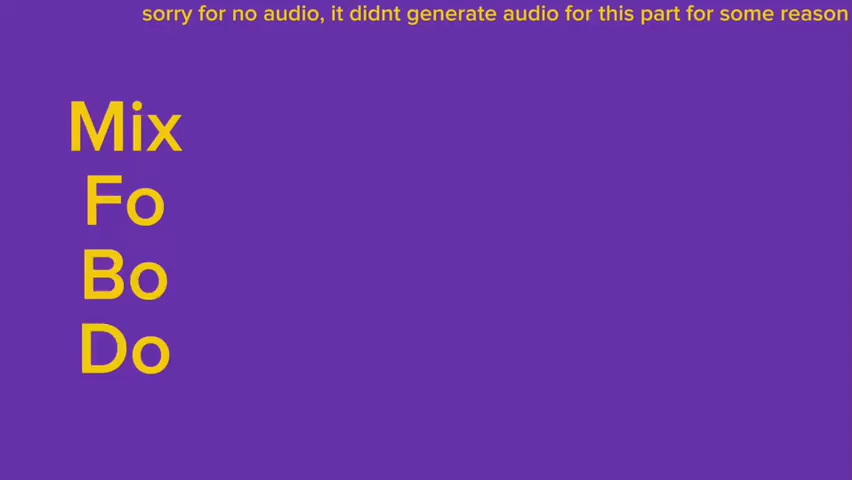 sorry for no audio, it didnt generate audio for this part for some reason
Mix
Fo
Bo
Do